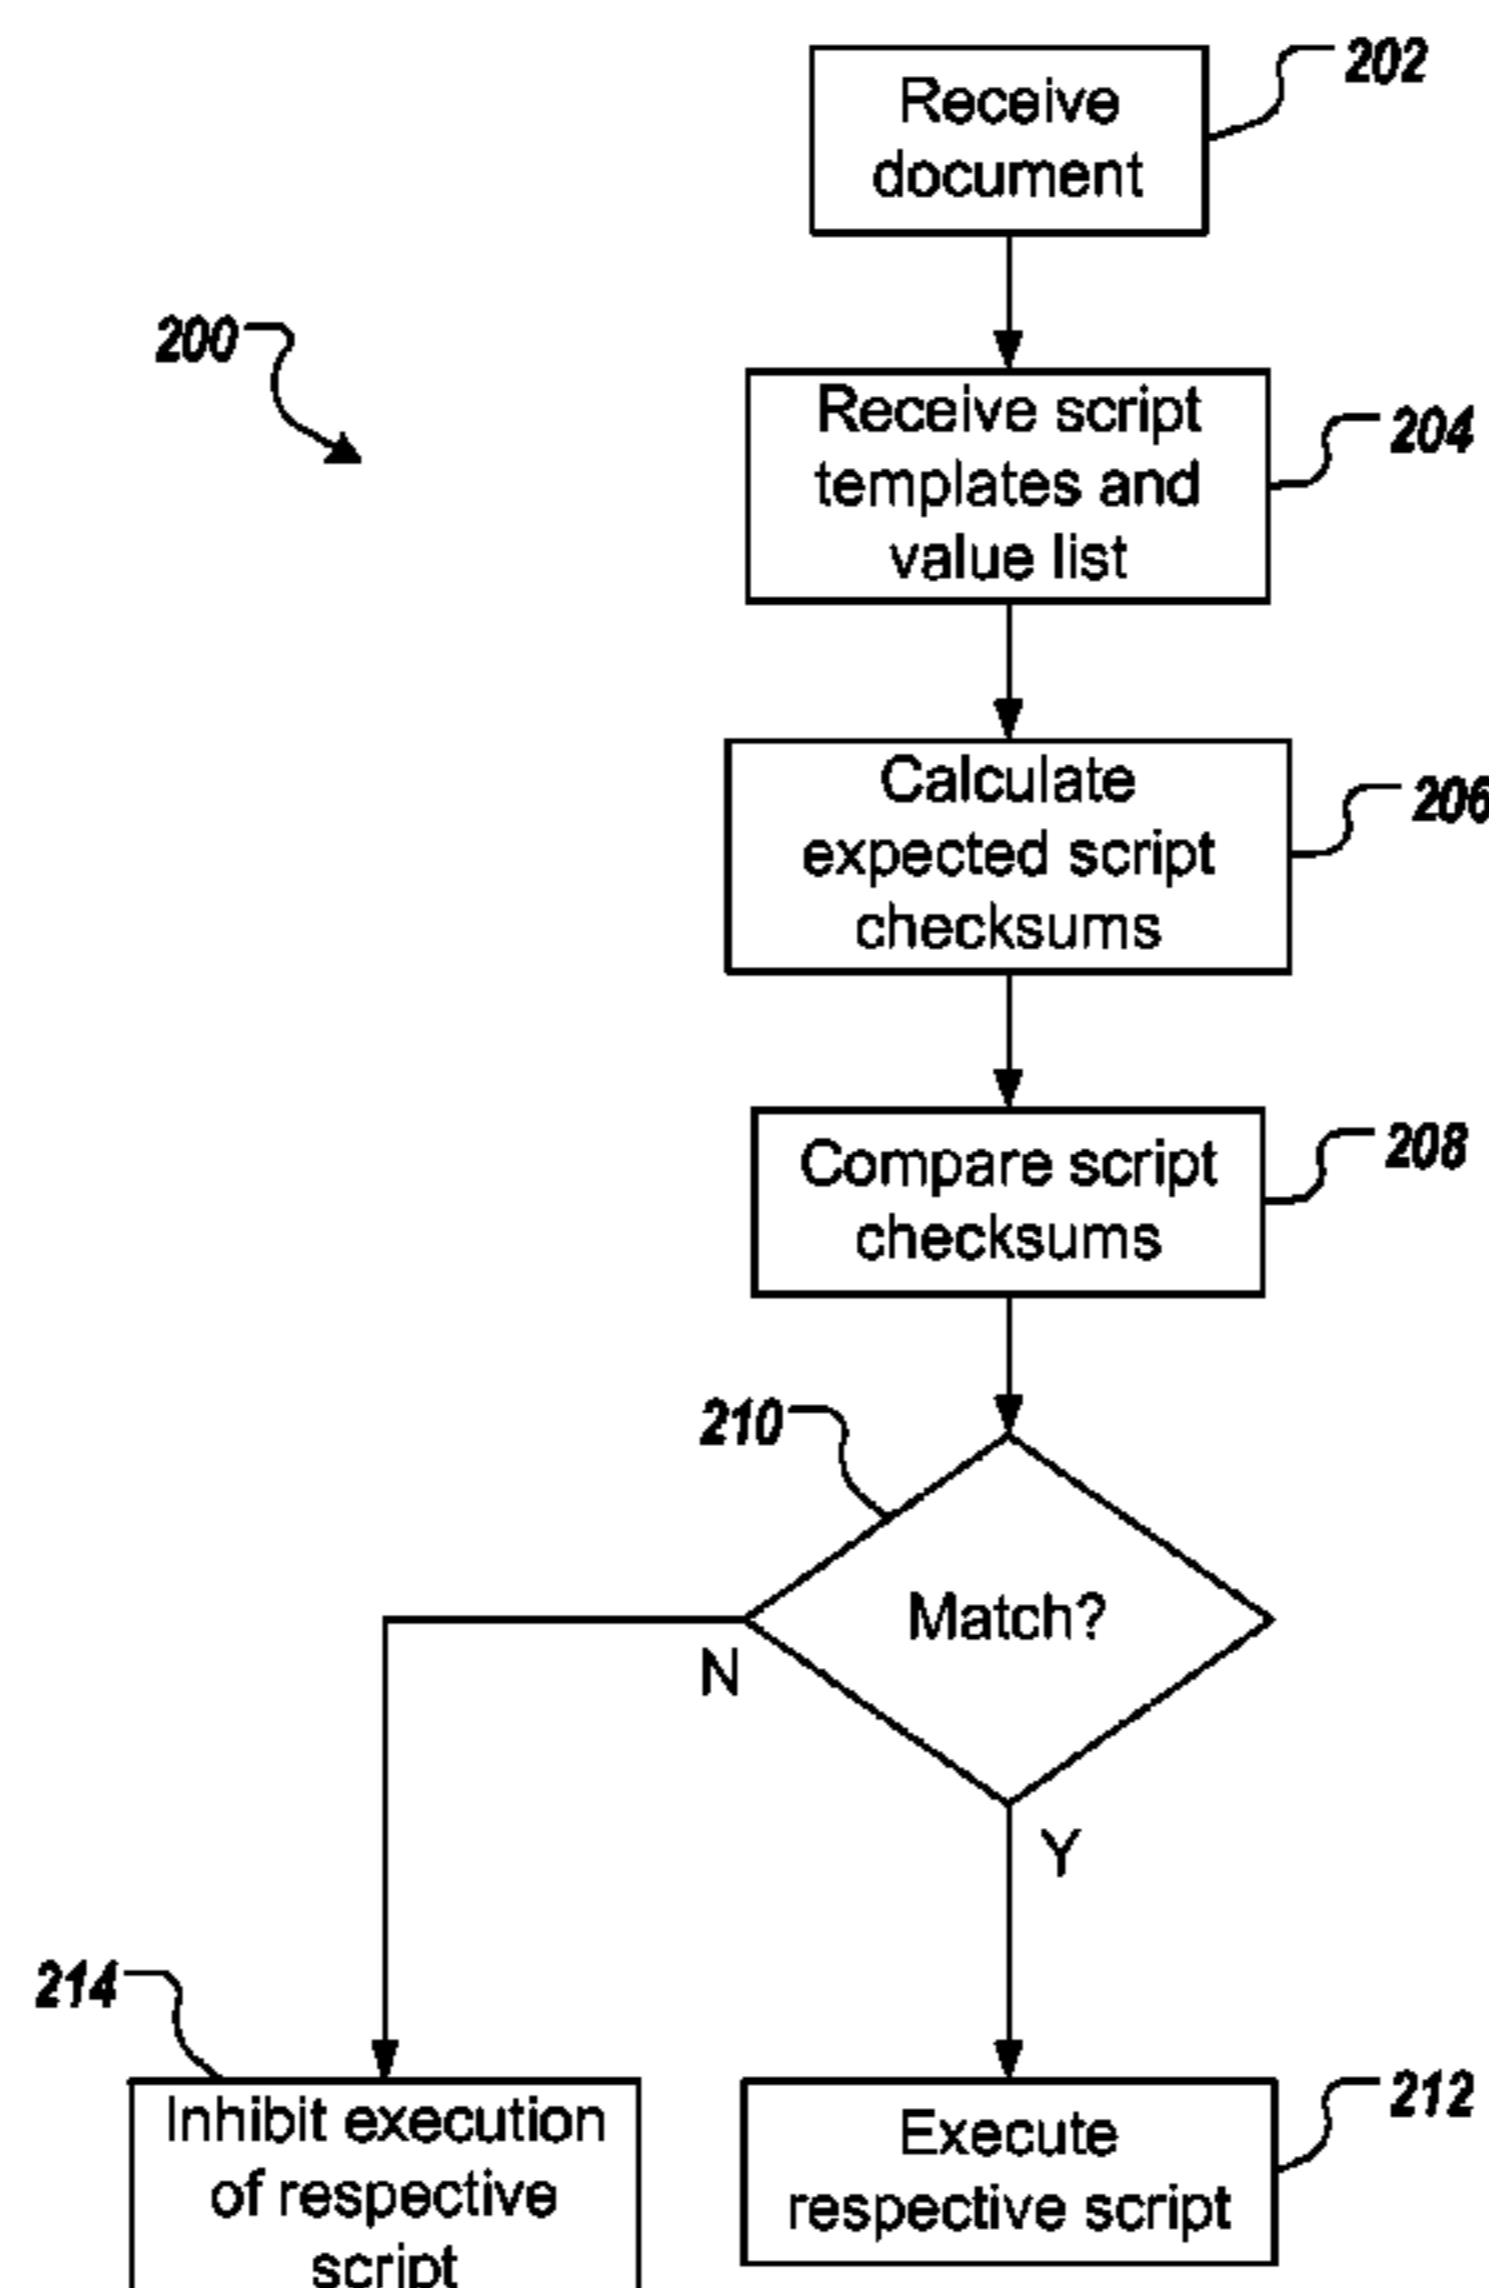 Receive
document
202
200
Receive script
templates and
value list
204
Calculate
expected script
checksums
206
Compare script
checksums
208
210
Match?
N
Y
214
Inhibit execution
of respective
script
Execute
respective script
212